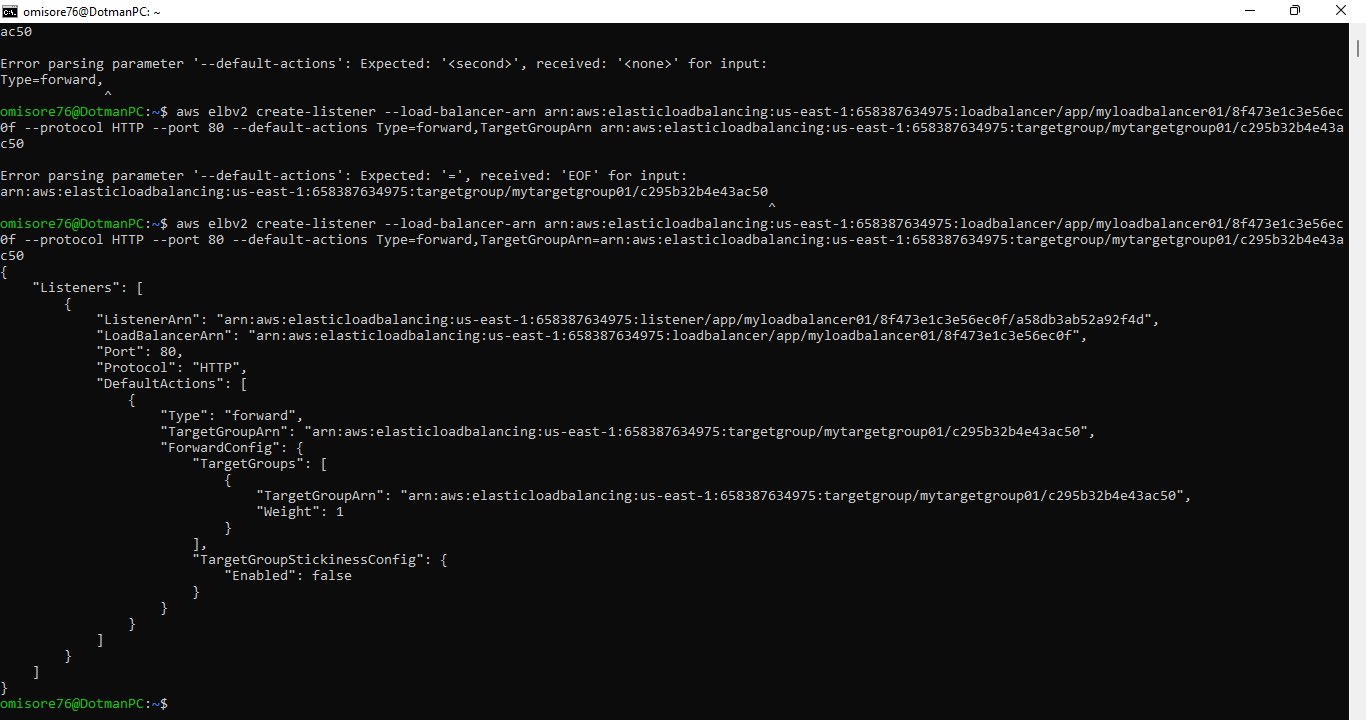 omisore76@DotmanPC: ~
ac50
Error parsing parameter '--default-actions': Expected: '<second>', received: '<none>' for input:
Type=forward,
^
omisore76@DotmanPC:~$ aws elbv2 create-listener --load-balancer-arn arn:aws:elasticloadbalancing:us-east-1:658387634975:loadbalancer/app/myloadbalancer01/8f473e1c3e56ec
0f --protocol HTTP --port 80 --default-actions Type=forward,TargetGroupArn arn:aws:elasticloadbalancing:us-east-1:658387634975:targetgroup/mytargetgroup01/c295b32b4e43a
c50
Error parsing parameter '--default-actions': Expected: '=', received: 'EOF' for input:
arn:aws:elasticloadbalancing:us-east-1:658387634975:targetgroup/mytargetgroup01/c295b32b4e43ac50
^
omisore76@DotmanPC:~$ aws elbv2 create-listener --load-balancer-arn arn:aws:elasticloadbalancing:us-east-1:658387634975:loadbalancer/app/myloadbalancer01/8f473e1c3e56ec
0f --protocol HTTP --port 80 --default-actions Type=forward,TargetGroupArn=arn:aws:elasticloadbalancing:us-east-1:658387634975:targetgroup/mytargetgroup01/c295b32b4e43a
c50
{
    "Listeners": [
        {
            "ListenerArn": "arn:aws:elasticloadbalancing:us-east-1:658387634975:listener/app/myloadbalancer01/8f473e1c3e56ec0f/a58db3ab52a92f4d",
            "LoadBalancerArn": "arn:aws:elasticloadbalancing:us-east-1:658387634975:loadbalancer/app/myloadbalancer01/8f473e1c3e56ec0f",
            "Port": 80,
            "Protocol": "HTTP",
            "DefaultActions": [
                {
                    "Type": "forward",
                    "TargetGroupArn": "arn:aws:elasticloadbalancing:us-east-1:658387634975:targetgroup/mytargetgroup01/c295b32b4e43ac50",
                    "ForwardConfig": {
                        "TargetGroups": [
                            {
                                "TargetGroupArn": "arn:aws:elasticloadbalancing:us-east-1:658387634975:targetgroup/mytargetgroup01/c295b32b4e43ac50",
                                "Weight": 1
                            }
                        ],
                        "TargetGroupStickinessConfig": {
                            "Enabled": false
                        }
                    }
                }
            ]
        }
    ]
}
omisore76@DotmanPC:~$